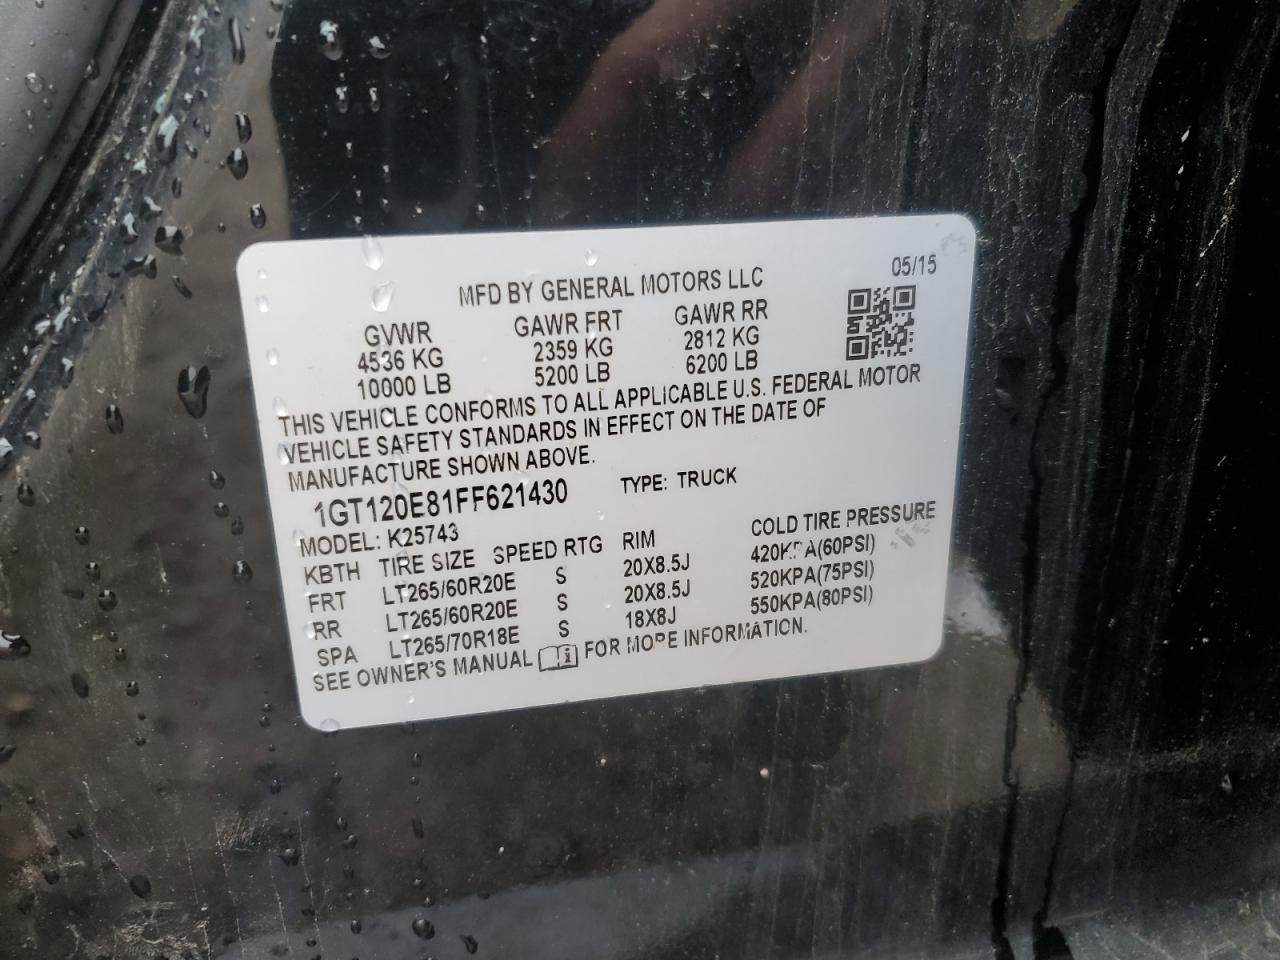 MFD BY GENERAL MOTORS LLC 05/15
GVWR GAWR FRT GAWR RR
4536 KG 2359 KG 2812 KG
10000 LB 5200 LB 6200 LB
THIS VEHICLE CONFORMS TO ALL APPLICABLE U.S. FEDERAL MOTOR
VEHICLE SAFETY STANDARDS IN EFFECT ON THE DATE OF
MANUFACTURE SHOWN ABOVE.
1GT120E81FF621430 TYPE: TRUCK
MODEL: K25743
KBTH TIRE SIZE SPEED RTG RIM COLD TIRE PRESSURE
FRT LT265/60R20E S 20X8.5J 420KPA(60PSI)
RR LT265/60R20E S 20X8.5J 520KPA(75PSI)
SPA LT265/70R18E S 18X8J 550KPA(80PSI)
SEE OWNER'S MANUAL FOR MORE INFORMATION.